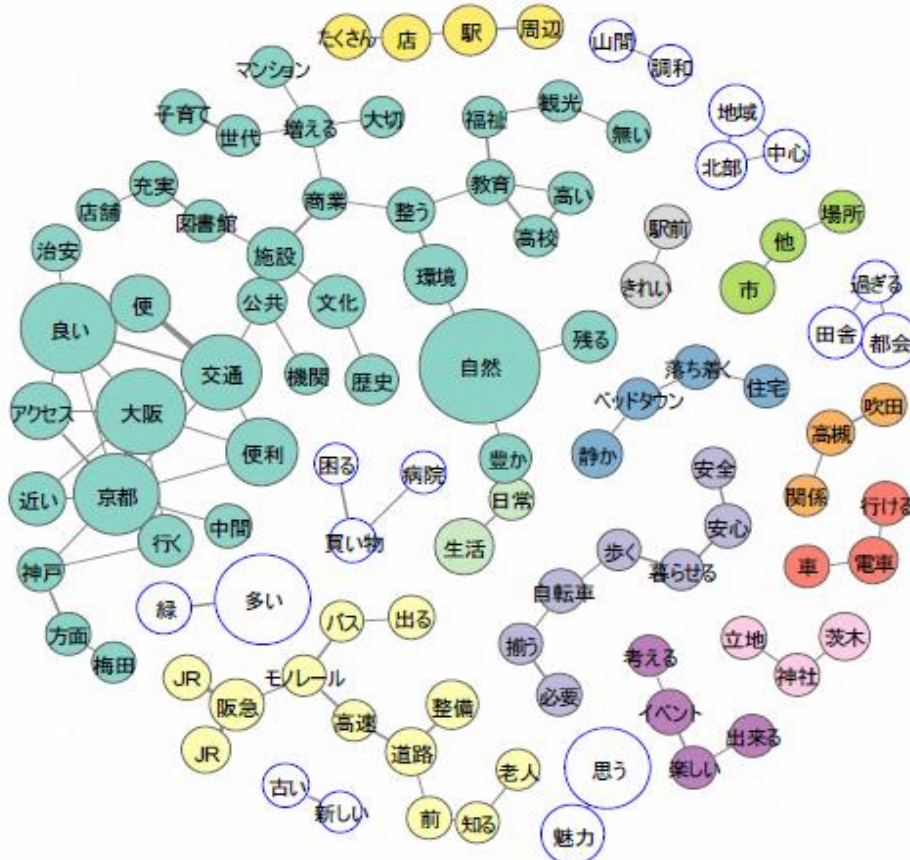 たくさん
店
駅
周辺
山間
調和
マンション
子育て
世代
増える
大切
福祉
観光
無い
地域
北部
中心
店舗
充実
図書館
商業
整う
教育
高い
高校
治安
施設
環境
駅前
きれい
場所
他
市
良い
便
公共
文化
過ぎる
田舎
都会
交通
機関
歴史
自然
残る
落ち着く
ベッドタウン
住宅
静か
アクセス
大阪
便利
吹田
高槻
関係
近い
京都
中間
行く
困る
病院
買い物
豊か
日常
生活
安全
安心
歩く
暮らせる
自転車
揃う
必要
行ける
車
電車
神戸
方面
梅田
緑
多い
バス
出る
モノレール
JR
阪急
JR
高速
整備
道路
老人
前
知る
古い
新しい
考える
イベント
出来る
楽しい
立地
茨木
神社
思う
魅力